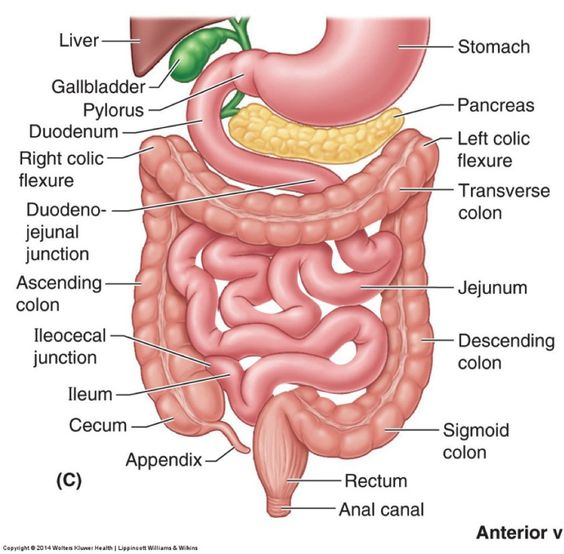 Liver
Gallbladder
Pylorus
Duodenum
Right colic
flexure
Duodeno-
jejunal
junction
Ascending
colon
Ileocecal
junction
Ileum
Cecum
Appendix
Stomach
Pancreas
Left colic
flexure
Transverse
colon
Jejunum
Descending
colon
Sigmoid
colon
Rectum
Anal canal
(C)
Anterior v
Copyright © 2014 Wolters Kluwer Health | Lippincott Williams & Wilkins